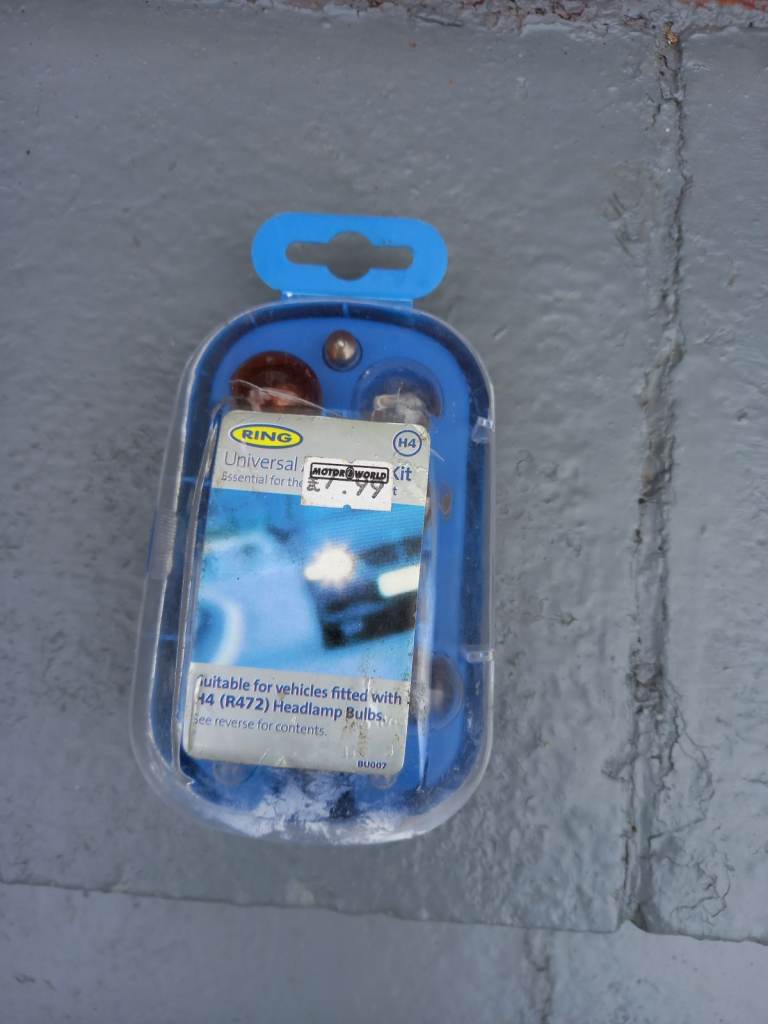 RING
H4
Universal A Kit
MOTOR WORLD
Essential for the t
£7.99
Suitable for vehicles fitted with
H4 (R472) Headlamp Bulbs.
See reverse for contents.
BU007